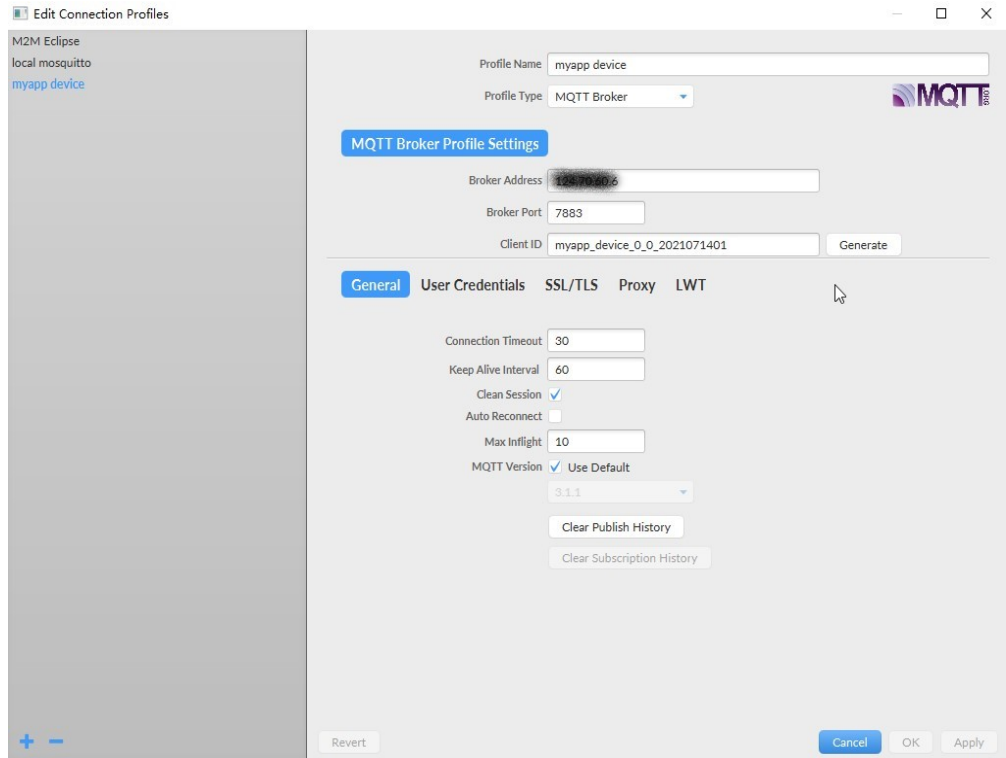 Edit Connection Profiles
M2M Eclipse
local mosquitto
myapp device
Profile Name myapp device
Profile Type MQTT Broker
MQTT
ORG
MQTT Broker Profile Settings
Broker Address
Broker Port 7883
Client ID myapp_device_0_0_2021071401 Generate
General User Credentials SSL/TLS Proxy LWT
Connection Timeout 30
Keep Alive Interval 60
Clean Session
Auto Reconnect
Max Inflight 10
MQTT Version Use Default
3.1.1
Clear Publish History
Clear Subscription History
Revert Cancel OK Apply